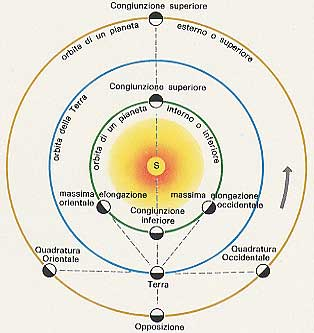 Congiunzione superiore
orbita di un pianeta
esterno o superiore
orbita della Terra
Congiunzione superiore
orbita di un pianeta
interno o inferiore
S
massima elongazione
orientale
massima elongazione
occidentale
Congiunzione
inferiore
Quadratura
Orientale
Quadratura
Occidentale
Terra
Opposizione